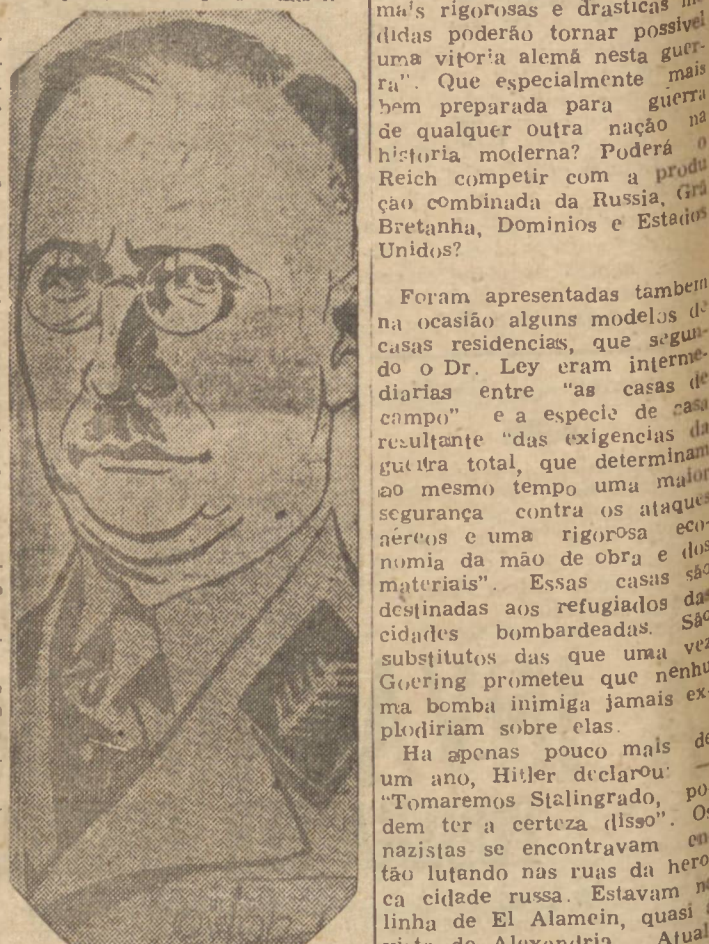 ma's rigorosas e drasticas
didas poderão tornar possivel
uma vitoria alemã nesta guer-
ra". Que especialmente mais
bem preparada para guerra
de qualquer outra nação na
historia moderna? Poderá o
Reich competir com a produ
ção combinada da Russia, Grã
Bretanha, Dominios e Estados
Unidos?
Foram apresentadas tambem
na ocasião alguns modelos de
casas residenciais, que segun-
do o Dr. Ley eram interme-
diarias entre "as casas de
campo" e a especie de casa
resultante "das exigencias da
total, que determinam
ao mesmo tempo uma maior
segurança contra os ataques
aéreos e uma rigorosa eco-
nomia da mão de obra e dos
materiais". Essas casas são
destinadas aos refugiados das
cidades bombardeadas. São
substitutos das que uma vez
Goering prometeu que nenhu
ma bomba inimiga jamais ex-
plodiriam sobre elas.
Ha apenas pouco mais de
um ano, Hitler declarou: —
"Tomaremos Stalingrado, po-
dem ter a certeza disso". Os
nazistas se encontravam en
tão lutando nas ruas da heroi
ca cidade russa. Estavam na
linha de El Alamein, quasi á
vista de Alexandria. Atual